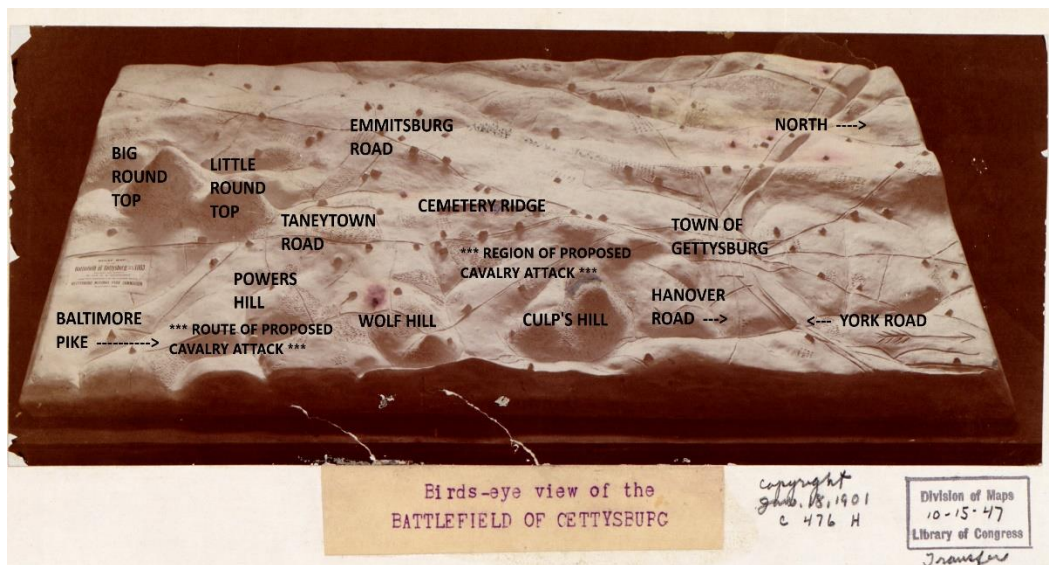 NORTH ---->
EMMITSBURG
ROAD
BIG
ROUND
TOP
LITTLE
ROUND
TOP
CEMETERY RIDGE
TANEYTOWN
ROAD
TOWN OF
GETTYSBURG
*** REGION OF PROPOSED
CAVALRY ATTACK ***
POWERS
HILL
HANOVER
ROAD --->
BALTIMORE
PIKE ---------->
*** ROUTE OF PROPOSED
CAVALRY ATTACK ***
WOLF HILL
CULP'S HILL
<--- YORK ROAD
Birds-eye view of the
BATTLEFIELD OF GETTYSBURG
copyright
Jan. 18, 1901
C 476 H
Division of Maps
10-15-47
Library of Congress
Transfer